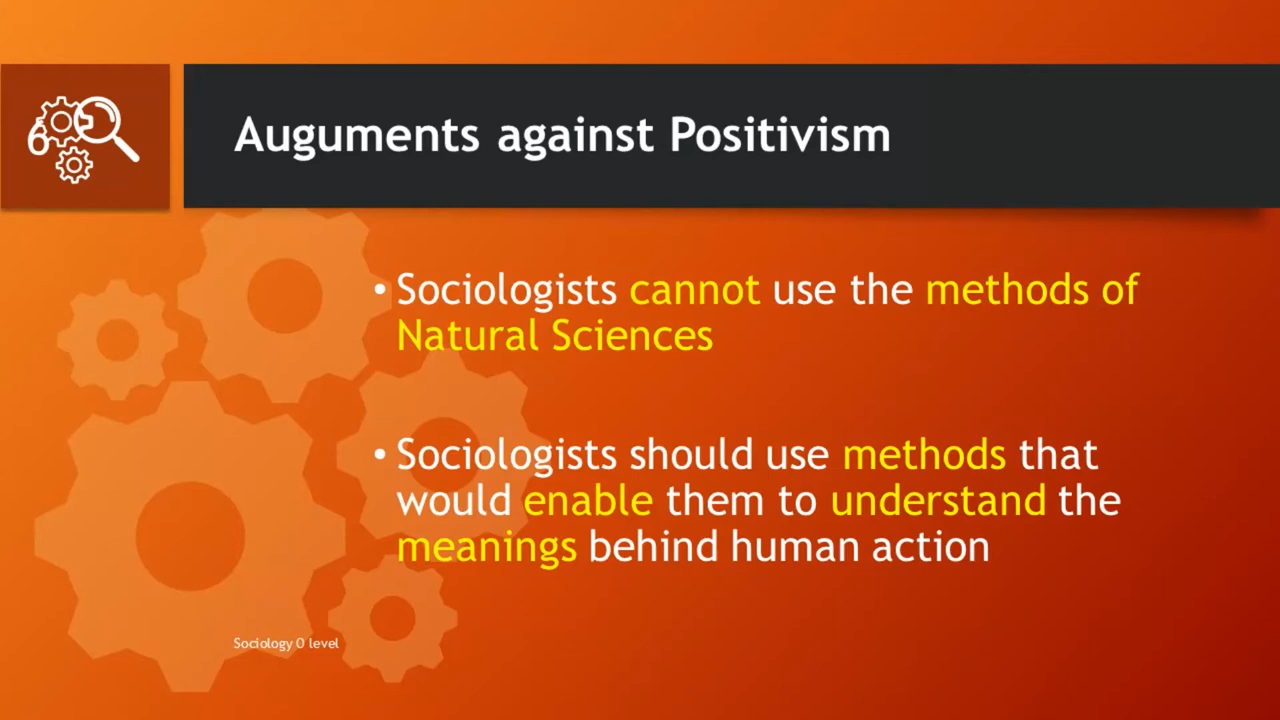 6
Auguments against Positivism
• Sociologists cannot use the methods of
Natural Sciences
• Sociologists should use methods that
would enable them to understand the
meanings behind human action
Sociology O level